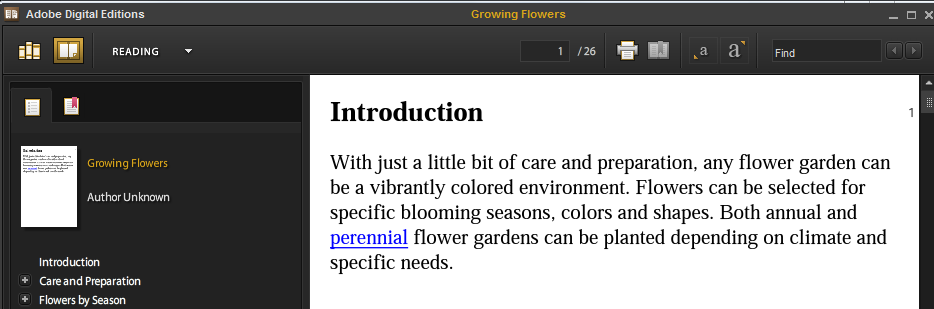 Adobe Digital Editions
Growing Flowers
READING
1 / 26
a
a
Find
Growing Flowers
Author Unknown
Introduction
Care and Preparation
Flowers by Season
Introduction
1
With just a little bit of care and preparation, any flower garden can
be a vibrantly colored environment. Flowers can be selected for
specific blooming seasons, colors and shapes. Both annual and
perennial flower gardens can be planted depending on climate and
specific needs.